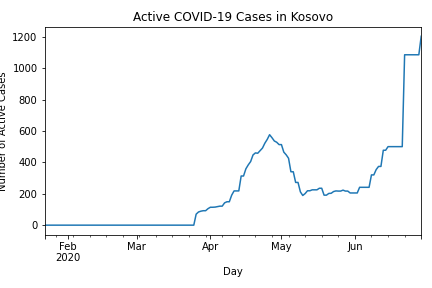 Active COVID-19 Cases in Kosovo
1200
1000
800
600
400
200
0
Number of Active Cases
Feb
2020
Mar
Apr
May
Jun
Day